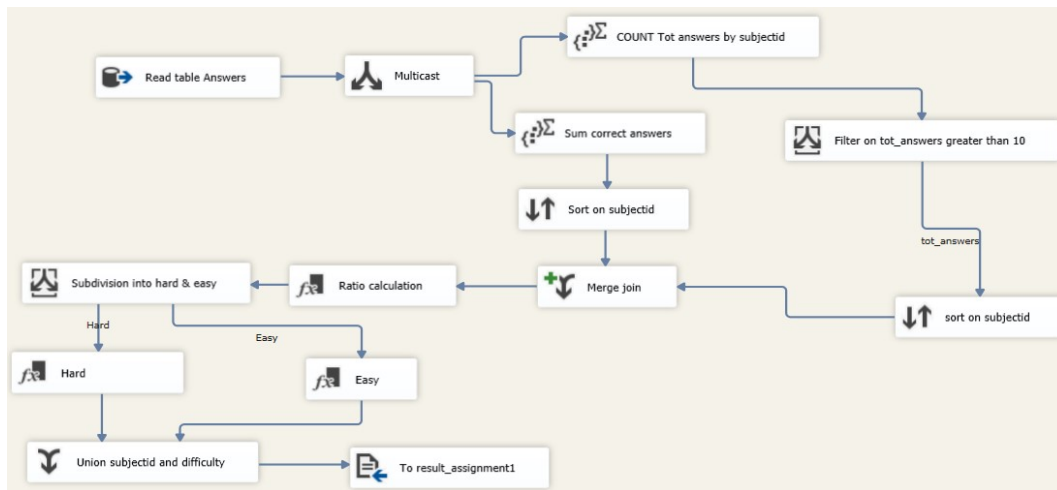 COUNT Tot answers by subjectid
Read table Answers
Multicast
Sum correct answers
Filter on tot_answers greater than 10
Sort on subjectid
tot_answers
Subdivision into hard & easy
Ratio calculation
Merge join
sort on subjectid
Hard
Easy
Hard
Easy
Union subjectid and difficulty
To result_assignment1